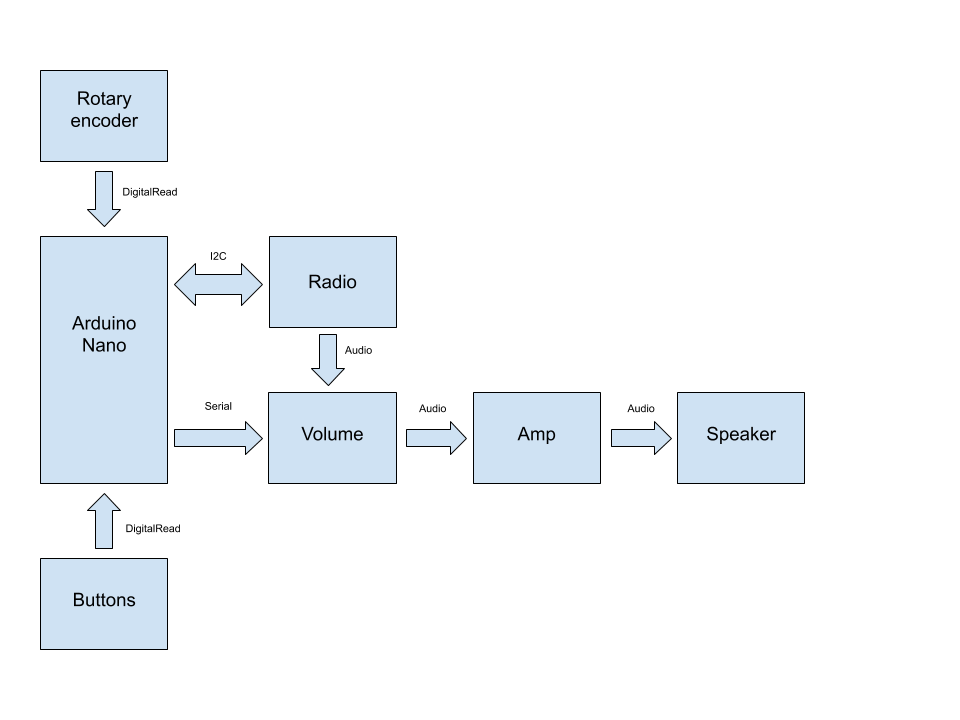 Rotary
encoder
DigitalRead
I2C
Radio
Arduino
Nano
Audio
Serial
Audio
Audio
Volume
Amp
Speaker
DigitalRead
Buttons